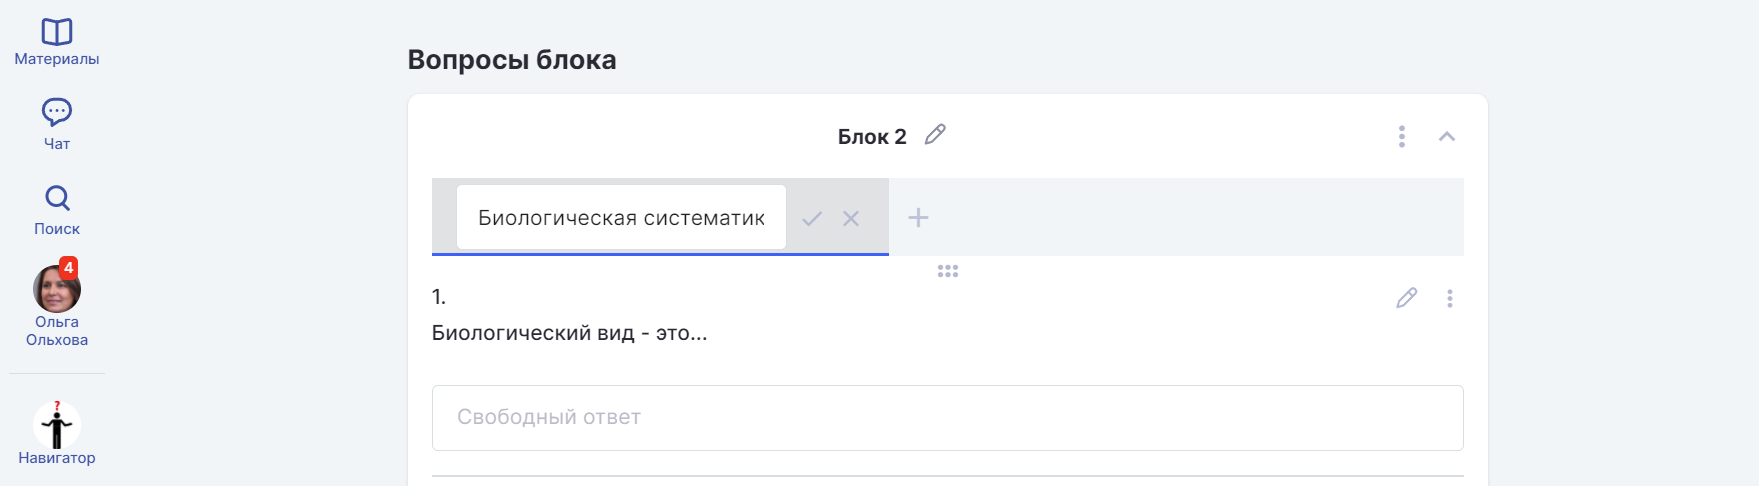 Материалы
Чат
Поиск
4
Ольга
Ольхова
?
Навигатор
Вопросы блока
Блок 2
Биологическая систематик
1.
Биологический вид - это...
Свободный ответ